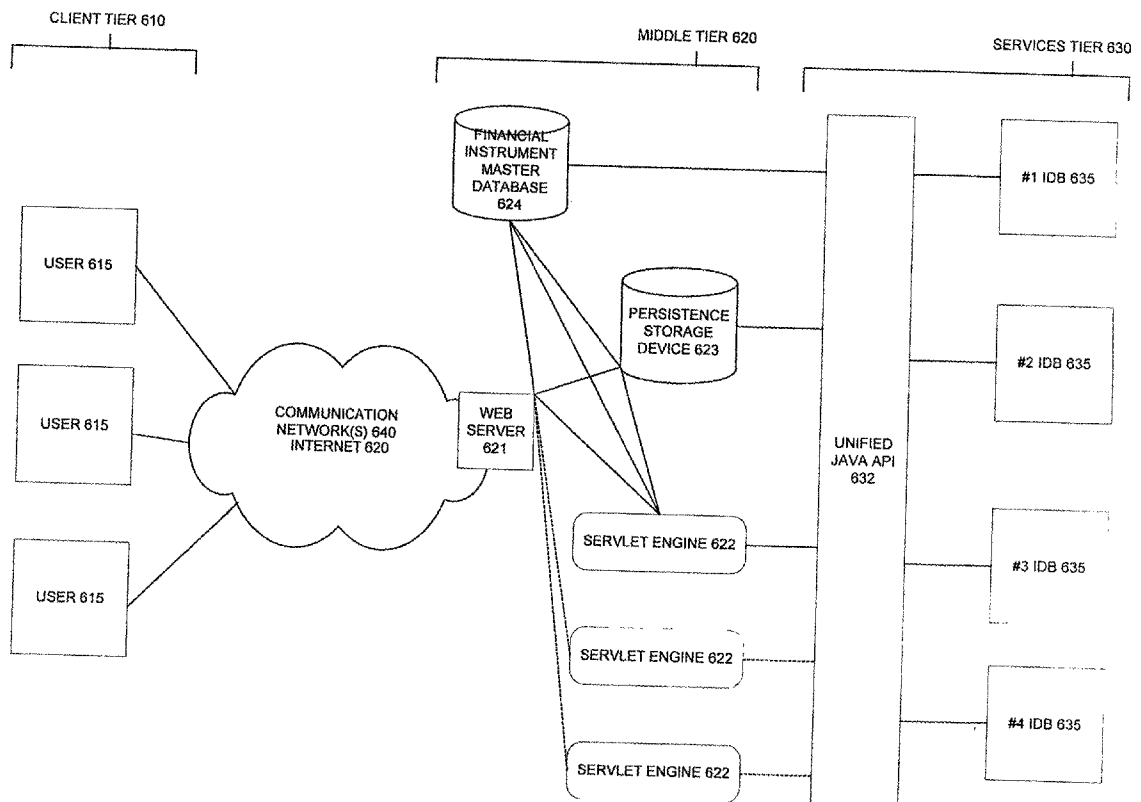 CLIENT TIER 610
MIDDLE TIER 620
SERVICES TIER 630
FINANCIAL
INSTRUMENT
MASTER
DATABASE
624
#1 IDB 635
USER 615
PERSISTENCE
STORAGE
DEVICE 623
#2 IDB 635
USER 615
COMMUNICATION
NETWORK(S) 640
INTERNET 620
WEB
SERVER
621
UNIFIED
JAVA API
632
SERVLET ENGINE 622
#3 IDB 635
USER 615
SERVLET ENGINE 622
#4 IDB 635
SERVLET ENGINE 622